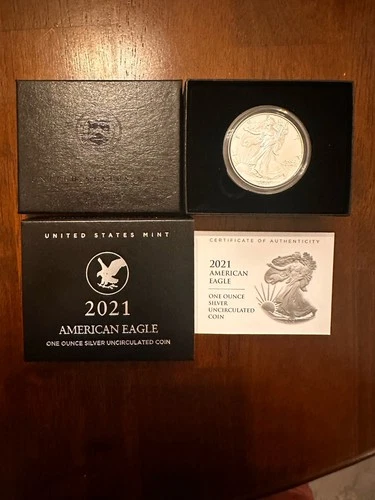 UNITED STATES MINT
2021
AMERICAN EAGLE
ONE OUNCE SILVER UNCIRCULATED COIN
CERTIFICATE OF AUTHENTICITY
2021
AMERICAN
EAGLE
ONE OUNCE
SILVER
UNCIRCULATED
COIN